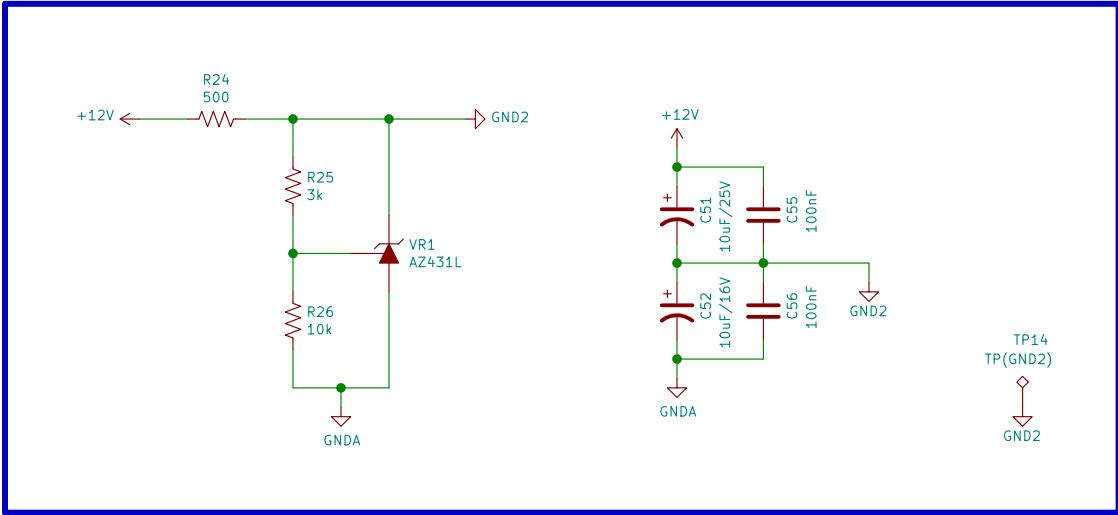 R24
500
+12V
GND2
R25
3k
VR1
AZ431L
R26
10k
GNDA
+12V
+
C51
10uF/25V
C55
100nF
+
C52
10uF/16V
C56
100nF
GND2
GNDA
TP14
TP(GND2)
GND2